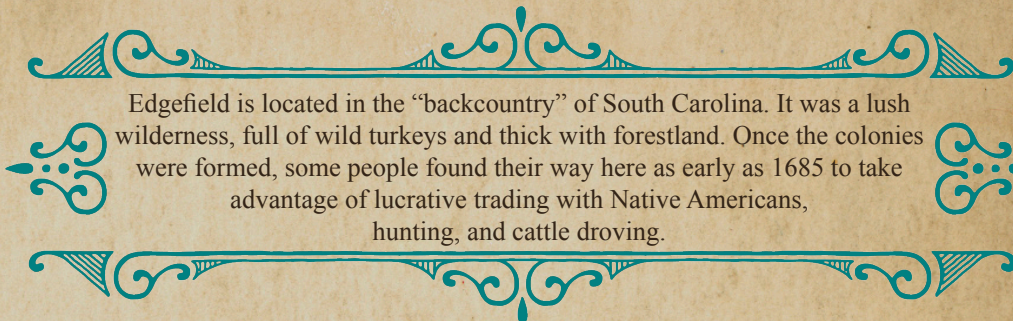 Edgefield is located in the “backcountry” of South Carolina. It was a lush
wilderness, full of wild turkeys and thick with forestland. Once the colonies
were formed, some people found their way here as early as 1685 to take
advantage of lucrative trading with Native Americans,
hunting, and cattle droving.